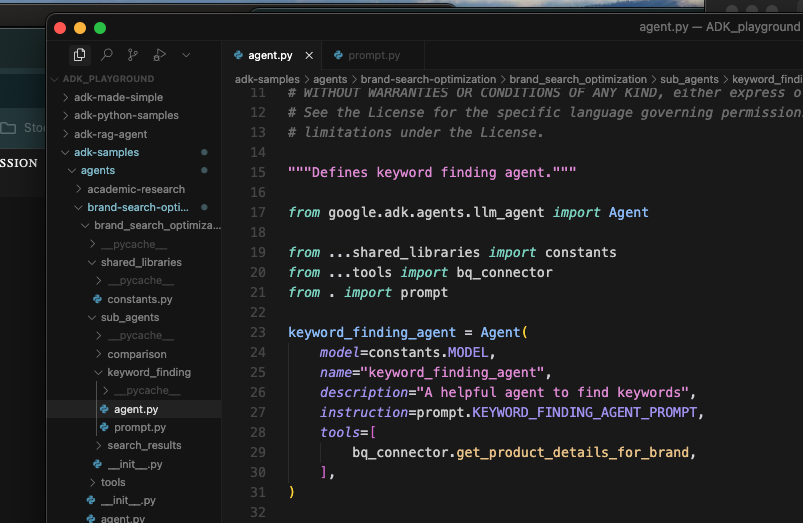 agent.py — ADK_playground
agent.py
prompt.py
adk-samples > agents > brand-search-optimization > brand_search_optimization > sub_agents >
ADK_PLAYGROUND
adk-made-simple
adk-python-samples
adk-rag-agent
adk-samples
agents
academic-research
brand-search-opti...
brand_search_optimiza...
__pycache__
shared_libraries
__pycache__
constants.py
sub_agents
__pycache__
comparison
keyword_finding
__pycache__
agent.py
prompt.py
search_results
__init__.py
tools
__init__.py
agent.py
SSION
11 # WITHOUT WARRANTIES OR CONDITIONS OF ANY KIND, either express
12 # See the License for the specific language governing
13 # limitations under the License.
14
15 """Defines keyword finding agent."""
16
17 from google.adk.agents.llm_agent import Agent
18
19 from ...shared_libraries import constants
20 from ...tools import bq_connector
21 from . import prompt
22
23 keyword_finding_agent = Agent(
24 model=constants.MODEL,
25 name="keyword_finding_agent",
26 description="A helpful agent to find keywords",
27 instruction=prompt.KEYWORD_FINDING_AGENT_PROMPT,
28 tools=[
29 bq_connector.get_product_details_for_brand,
30 ],
31 )
32